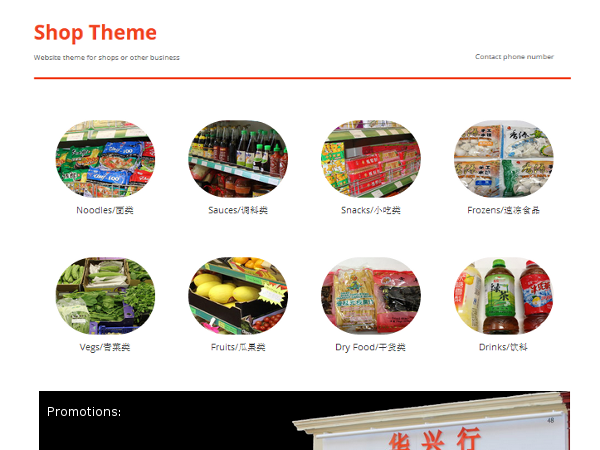 Shop Theme
Website theme for shops or other business
Contact phone number
Noodles/面类
Sauces/调料类
Snacks/小吃类
Frozens/速冻食品
Vegs/青菜类
Fruits/瓜果类
Dry Food/干货类
Drinks/饮料
Promotions:
48
华兴行